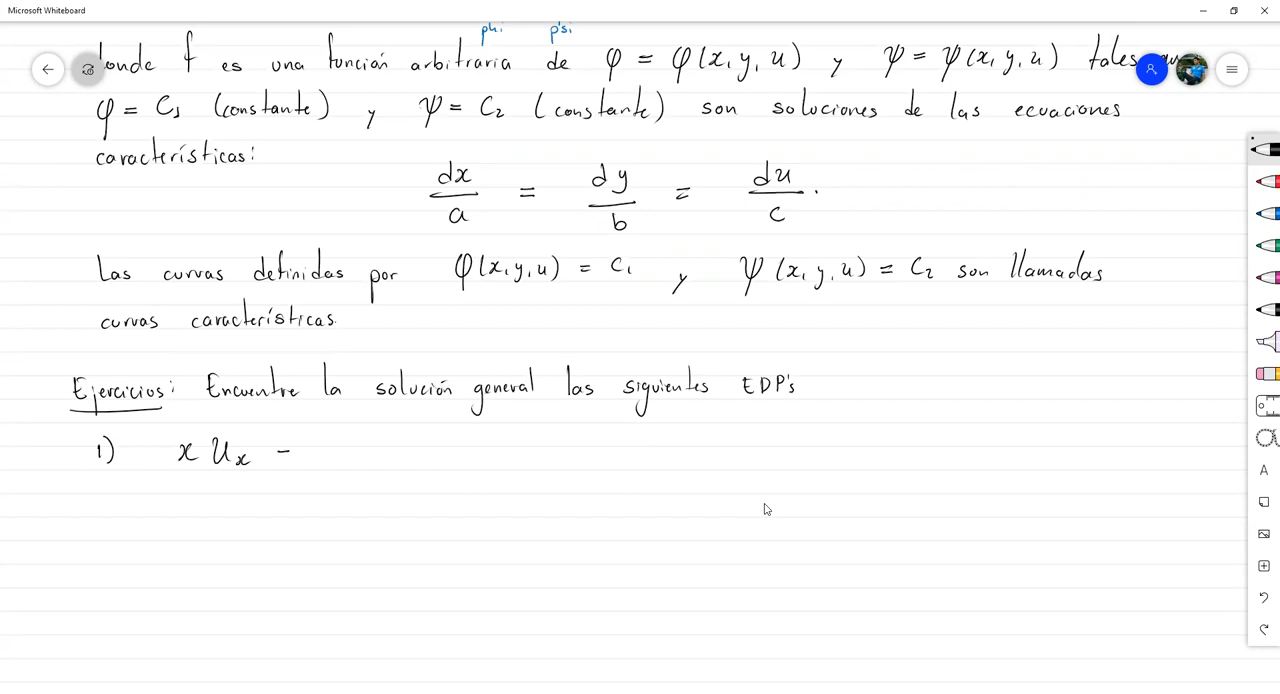 Microsoft Whiteboard
phi psi
donde f es una función arbitraria de φ = φ(x, y, u) y ψ = ψ(x, y, u) tales
φ = C₁ (constante) y ψ = C₂ (constante) son soluciones de las ecuaciones
características:
dx/a = dy/b = du/c .
Las curvas definidas por φ(x, y, u) = C₁ y ψ(x, y, u) = C₂ son llamadas
curvas características.
Ejercicios: Encuentre la solución general las siguientes EDP's
1) x Uₓ -